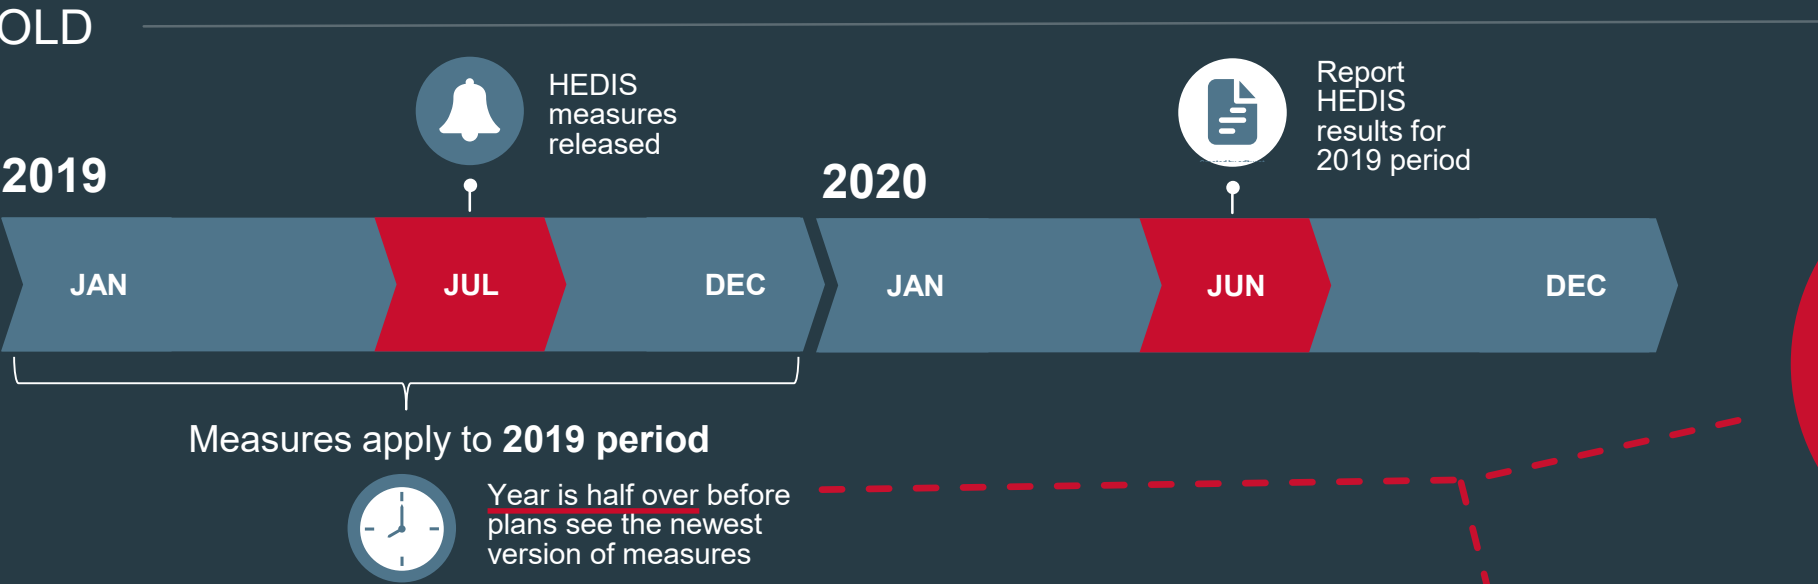 OLD
HEDIS
measures
released
Report
HEDIS
results for
2019 period
2019
2020
JAN
JUL
DEC
JAN
JUN
DEC
Measures apply to 2019 period
Year is half over before
plans see the newest
version of measures